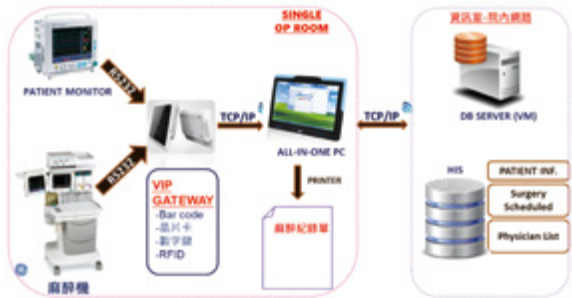 SINGLE
OP ROOM
PATIENT MONITOR
RS232
RS232
麻醉機
VIP
GATEWAY
-Bar code
-晶片卡
-數字鍵
-RFID
TCP/IP
ALL-IN-ONE PC
PRINTER
麻醉紀錄單
TCP/IP
資訊室-院內網路
DB SERVER (VM)
HIS
PATIENT INF.
Surgery
Scheduled
Physician List